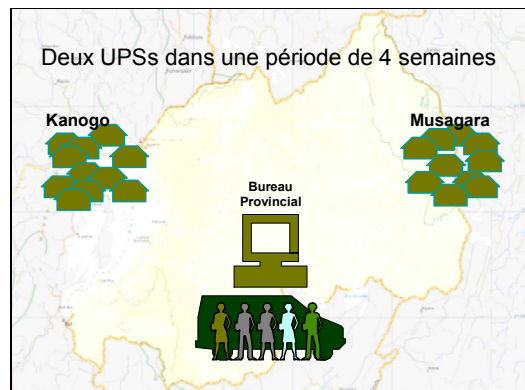 Deux UPSs dans une période de 4 semaines
Kanogo
Musagara
Bureau
Provincial